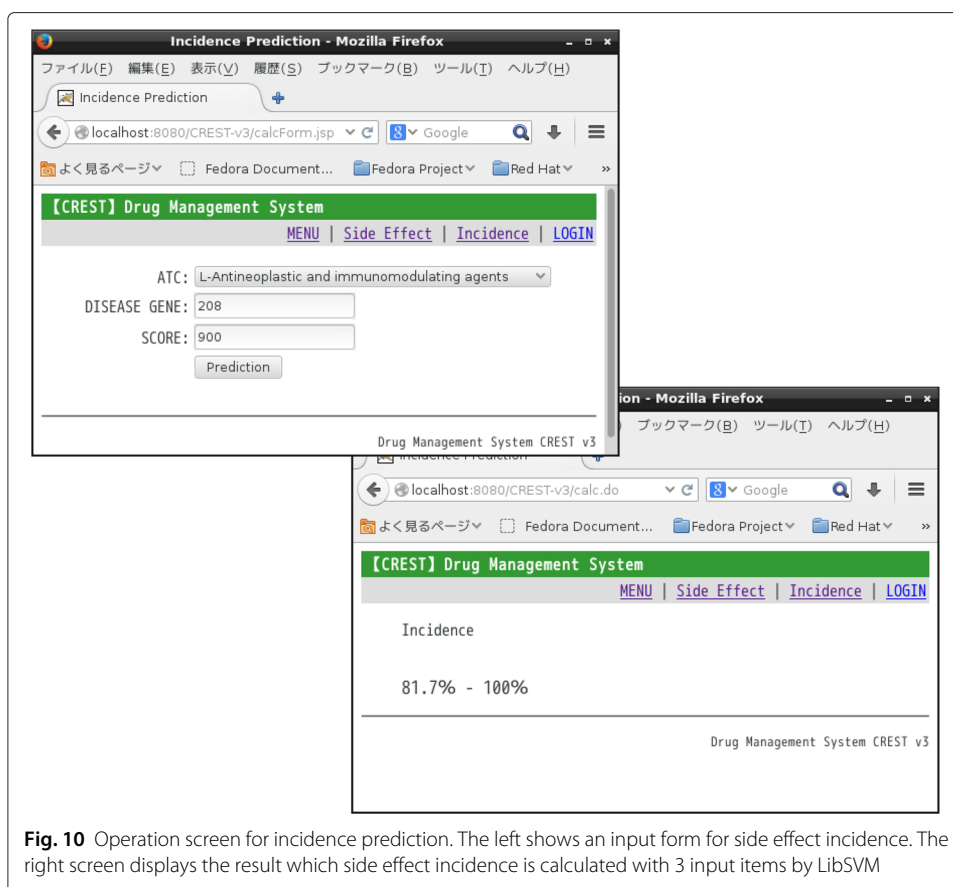 Incidence Prediction - Mozilla Firefox
ファイル(F) 編集(E) 表示(V) 履歴(S) ブックマーク(B) ツール(T) ヘルプ(H)
Incidence Prediction
localhost:8080/CREST-v3/calcForm.jsp Google
よく見るページ Fedora Document... Fedora Project Red Hat »
【CREST】Drug Management System
MENU | Side Effect | Incidence | LOGIN
ATC: L-Antineoplastic and immunomodulating agents
DISEASE GENE: 208
SCORE: 900
Prediction
Drug Management System CREST v3
ion - Mozilla Firefox
) ブックマーク(B) ツール(T) ヘルプ(H)
localhost:8080/CREST-v3/calc.do Google
よく見るページ Fedora Document... Fedora Project Red Hat »
【CREST】Drug Management System
MENU | Side Effect | Incidence | LOGIN
Incidence
81.7% - 100%
Drug Management System CREST v3
Fig. 10 Operation screen for incidence prediction. The left shows an input form for side effect incidence. The
right screen displays the result which side effect incidence is calculated with 3 input items by LibSVM